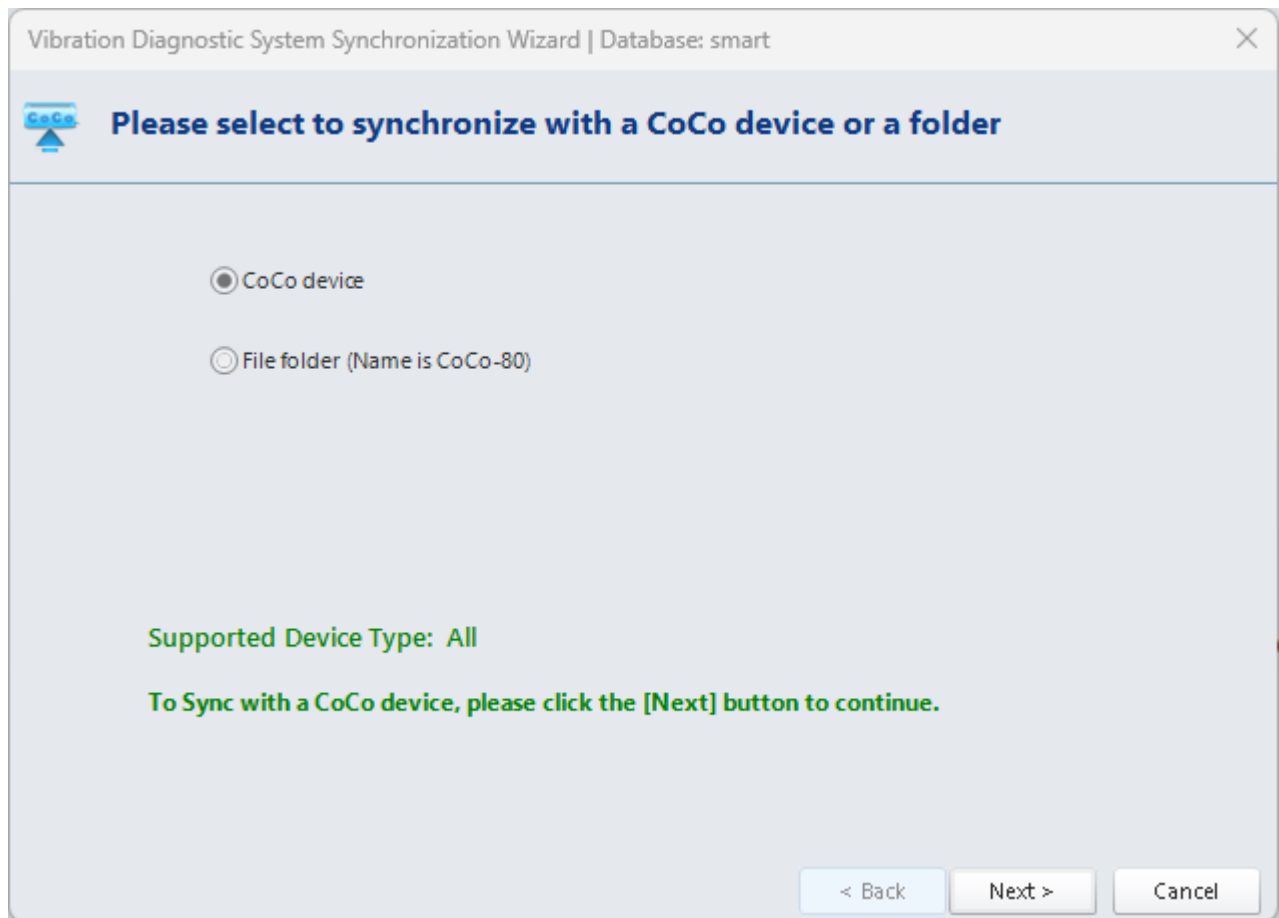 Vibration Diagnostic System Synchronization Wizard | Database: smart
CoCo
Please select to synchronize with a CoCo device or a folder
CoCo device
File folder (Name is CoCo-80)
Supported Device Type: All
To Sync with a CoCo device, please click the [Next] button to continue.
< Back
Next >
Cancel